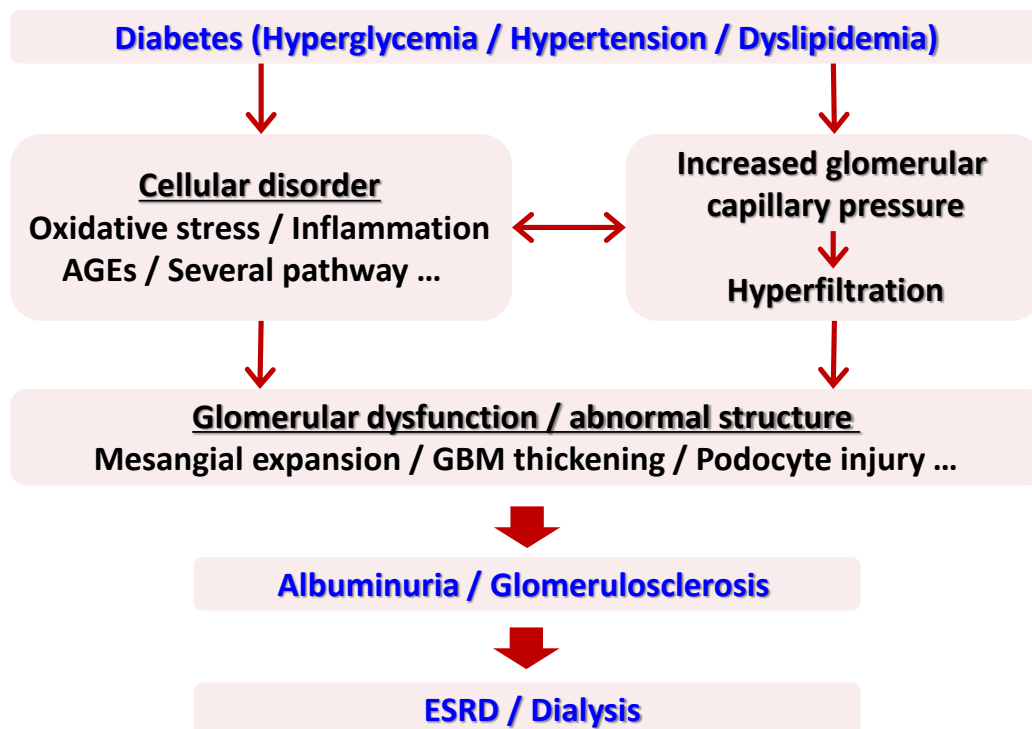 Diabetes (Hyperglycemia / Hypertension / Dyslipidemia)
Cellular disorder
Oxidative stress / Inflammation
AGEs / Several pathway ...
Increased glomerular
capillary pressure
Hyperfiltration
Glomerular dysfunction / abnormal structure
Mesangial expansion / GBM thickening / Podocyte injury ...
Albuminuria / Glomerulosclerosis
ESRD / Dialysis